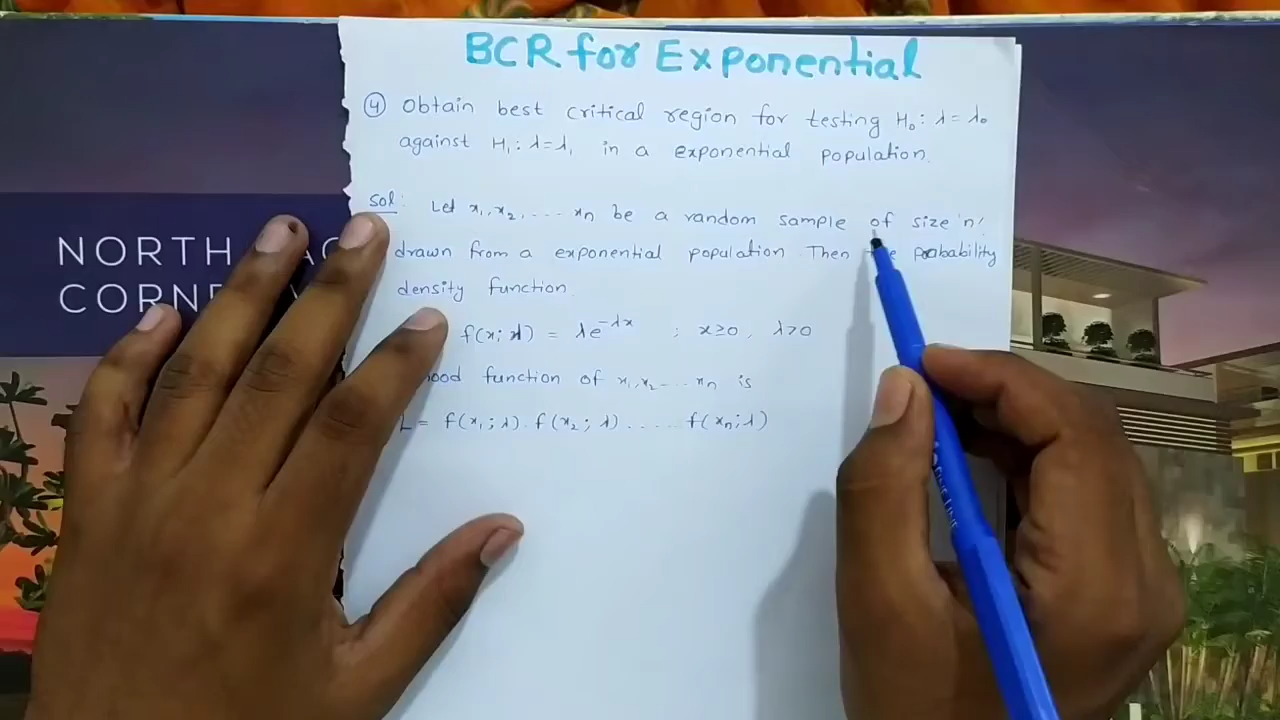 BCR for Exponential
④ Obtain best critical region for testing H₀ : λ = λ₀
against H₁ : λ = λ₁ in a exponential population.
Sol: Let x₁, x₂, .... xn be a random sample of size 'n'
drawn from a exponential population. Then probability
density function.
f(x; λ) = λe^-λx ; x≥0, λ>0
function of x₁, x₂ .... xn is
L = f(x₁; λ) . f(x₂; λ) ..... f(xn; λ)
NORTH
CORNE